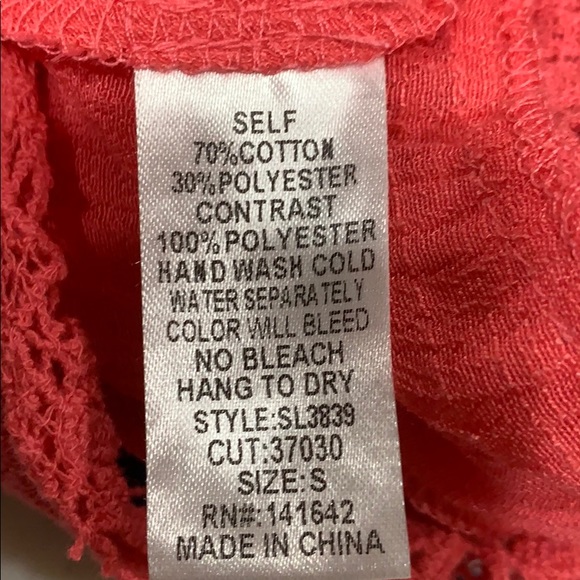 SELF
70%COTTON
30%POLYESTER
CONTRAST
100%POLYESTER
HAND WASH COLD
WATER SEPARATELY
COLOR WILL BLEED
NO BLEACH
HANG TO DRY
STYLE:SL3839
CUT:37030
SIZE:S
RN#:141642
MADE IN CHINA